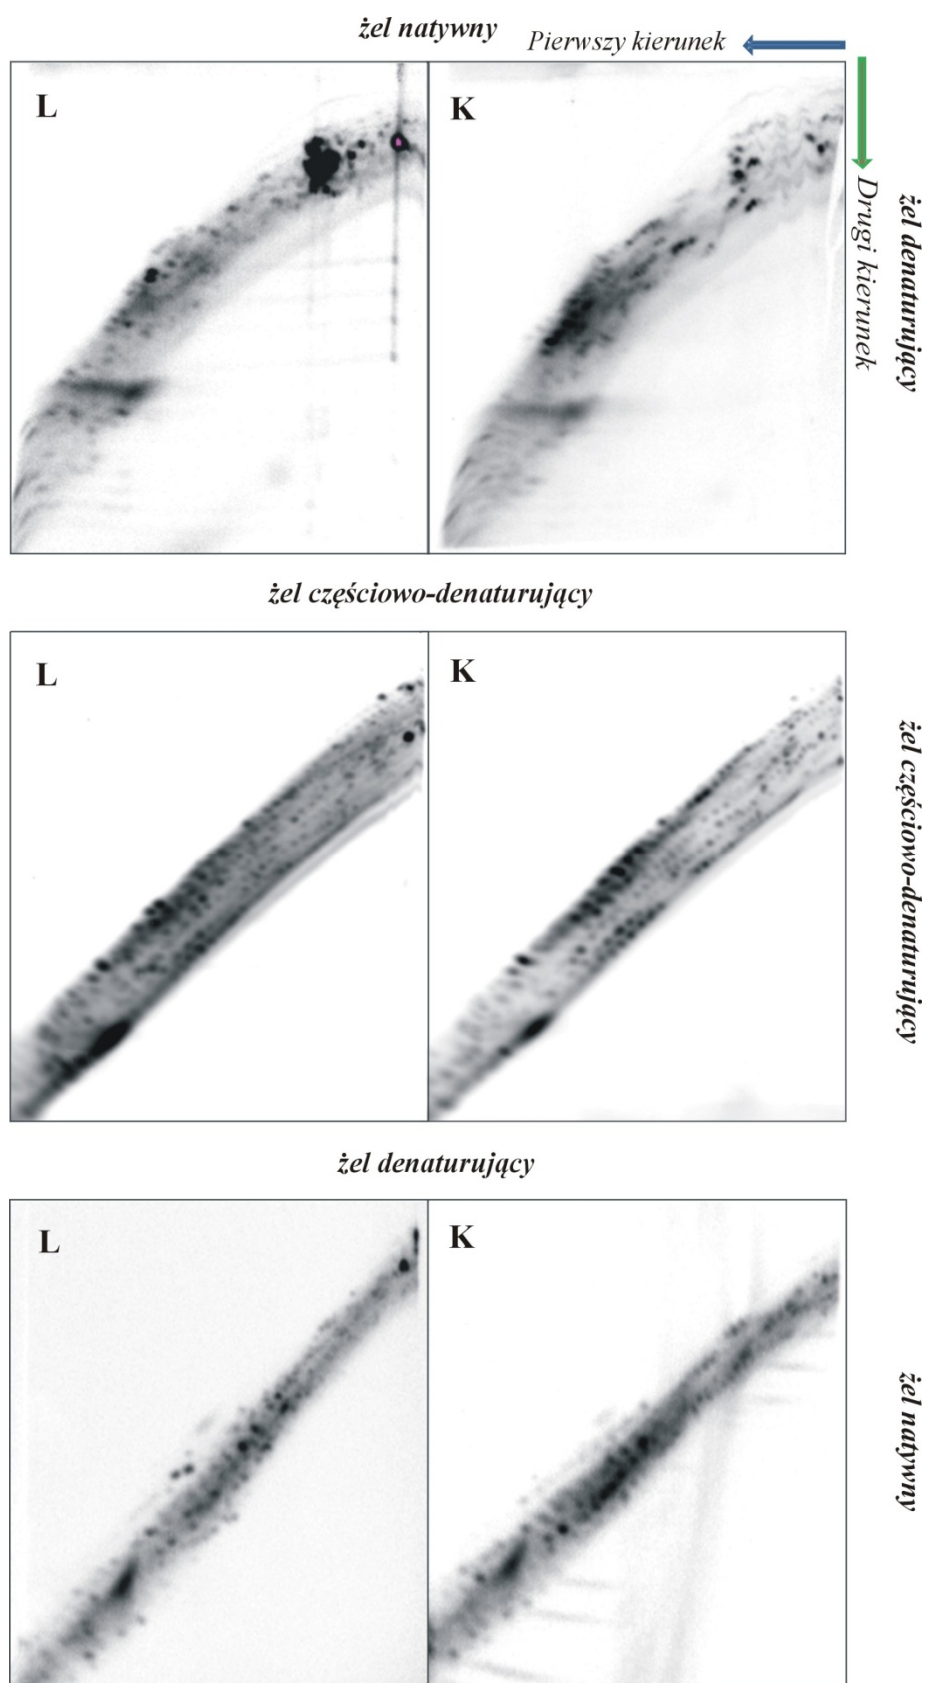 żel natywny
Pierwszy kierunek
L
K
Drugi kierunek
żel denaturujący
żel częściowo-denaturujący
L
K
żel częściowo-denaturujący
żel denaturujący
L
K
żel natywny